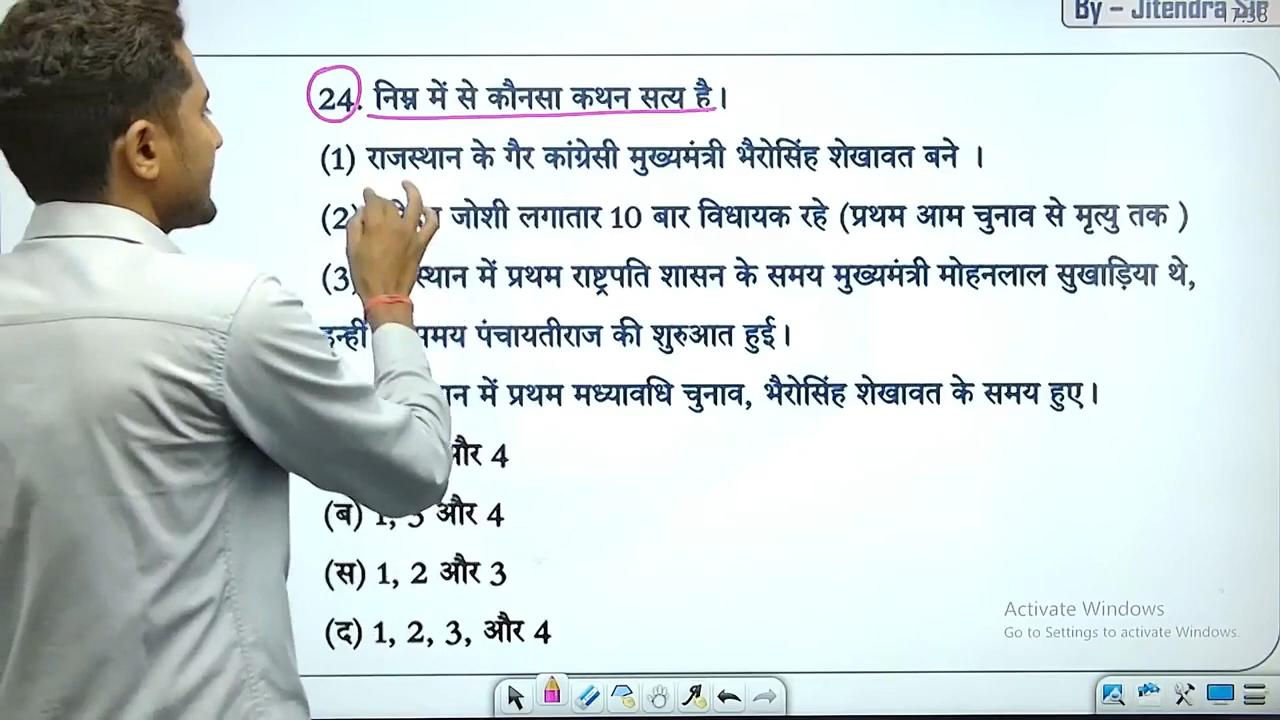 By – Jitendra Sir
24. निम्न में से कौनसा कथन सत्य है।
(1) राजस्थान के गैर कांग्रेसी मुख्यमंत्री भैरोसिंह शेखावत बने ।
(2) जोशी लगातार 10 बार विधायक रहे (प्रथम आम चुनाव से मृत्यु तक )
(3) में प्रथम राष्ट्रपति शासन के समय मुख्यमंत्री मोहनलाल सुखाड़िया थे,
इन्हीं समय पंचायतीराज की शुरुआत हुई।
में प्रथम मध्यावधि चुनाव, भैरोसिंह शेखावत के समय हुए।
और 4
(ब) 1, 3 और 4
(स) 1, 2 और 3
(द) 1, 2, 3, और 4
Activate Windows
Go to Settings to activate Windows.